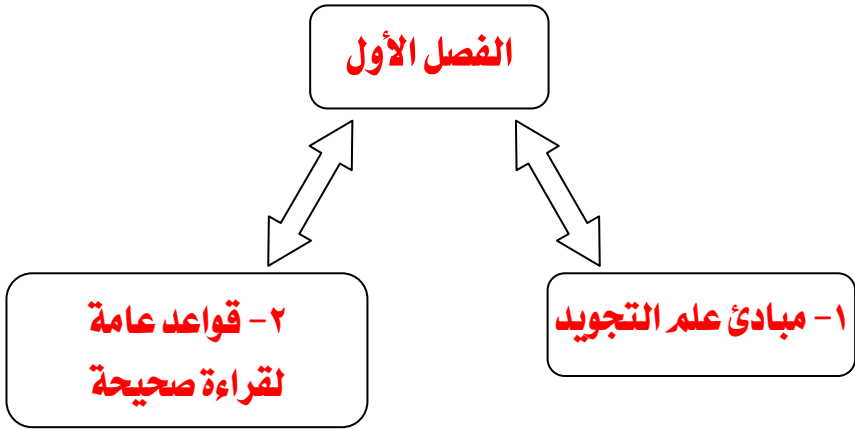 الفصل الأول
١- مبادئ علم التجويد
٢- قواعد عامة
لقراءة صحيحة